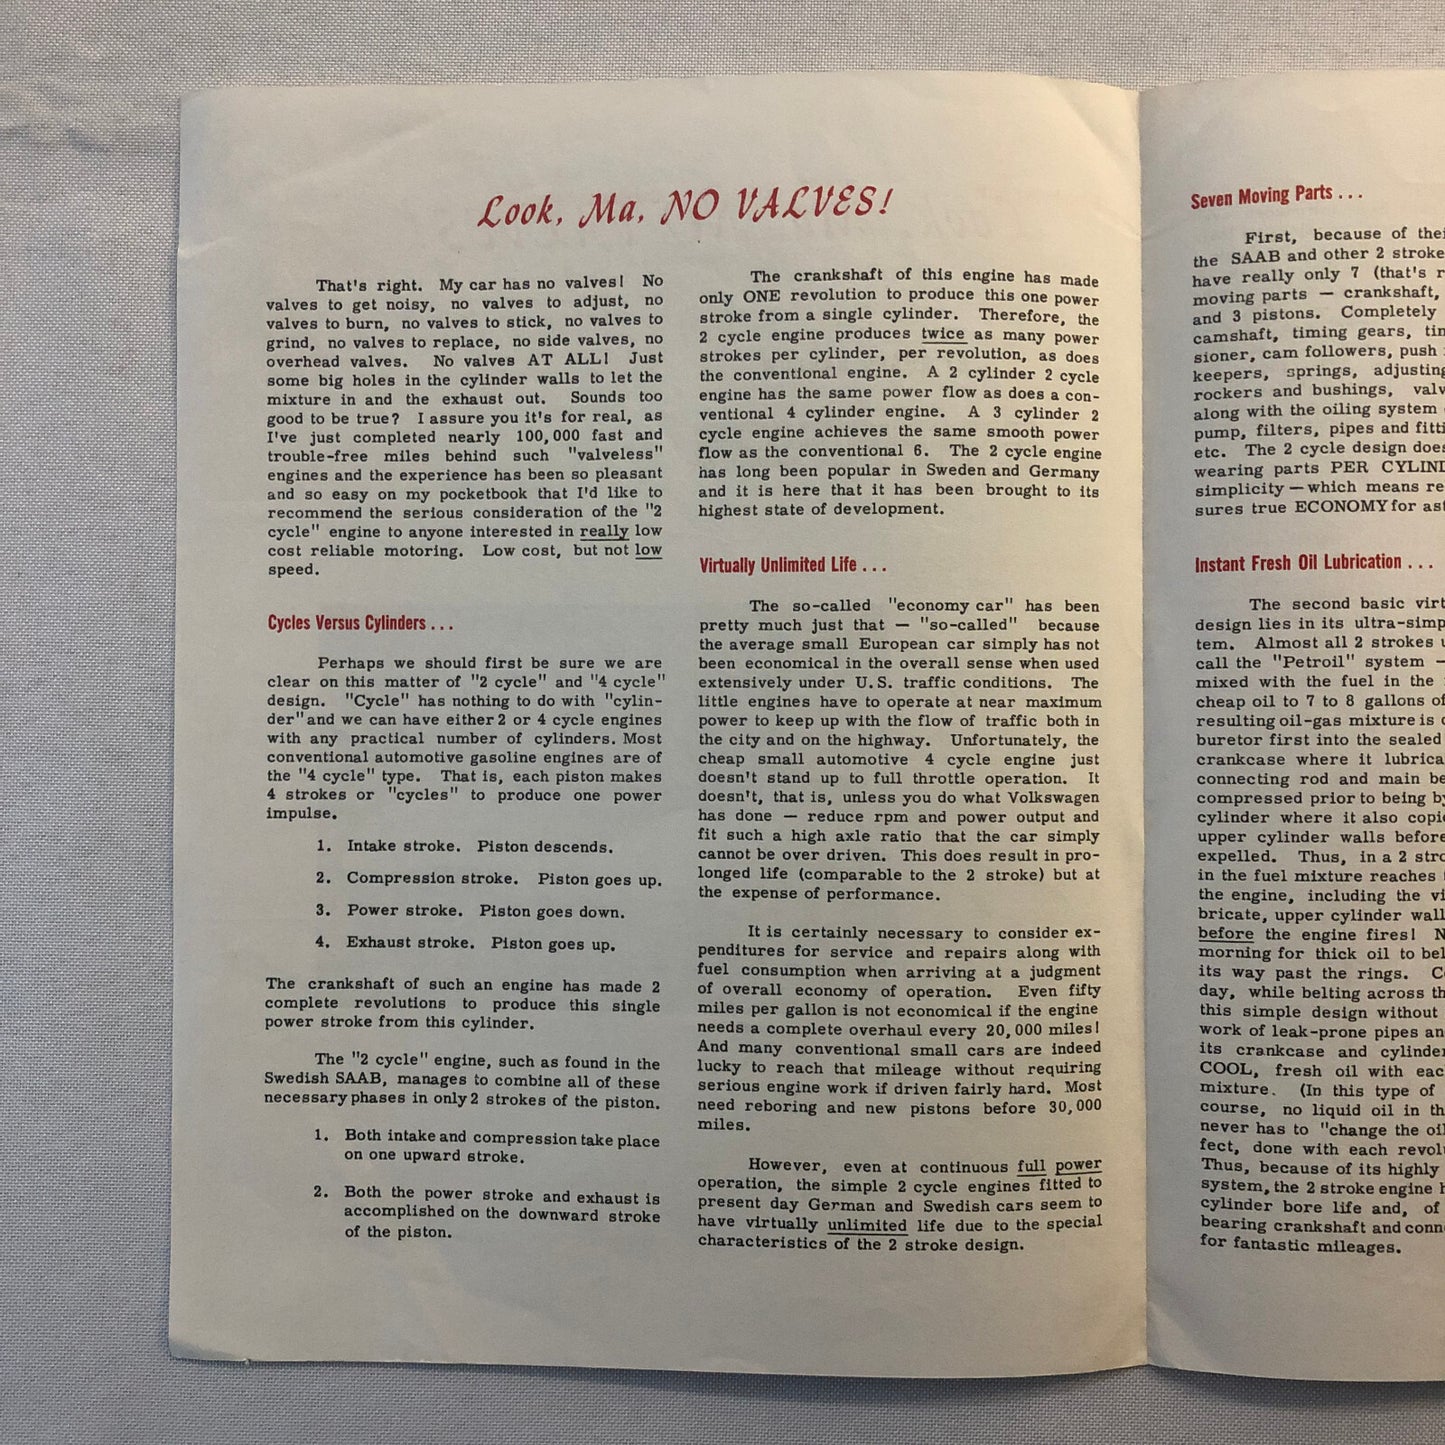 Look, Ma, NO VALVES!
That's right. My car has no valves! No
valves to get noisy, no valves to adjust, no
valves to burn, no valves to stick, no valves to
grind, no valves to replace, no side valves, no
overhead valves. No valves AT ALL! Just
some big holes in the cylinder walls to let the
mixture in and the exhaust out. Sounds too
good to be true? I assure you it's for real, as
I've just completed nearly 100,000 fast and
trouble-free miles behind such "valveless"
engines and the experience has been so pleasant
and so easy on my pocketbook that I'd like to
recommend the serious consideration of the "2
cycle" engine to anyone interested in really low
cost reliable motoring. Low cost, but not low
speed.
Cycles Versus Cylinders...
Perhaps we should first be sure we are
clear on this matter of "2 cycle" and "4 cycle"
design. "Cycle" has nothing to do with "cylin-
der" and we can have either 2 or 4 cycle engines
with any practical number of cylinders. Most
conventional automotive gasoline engines are of
the "4 cycle" type. That is, each piston makes
4 strokes or "cycles" to produce one power
impulse.
1. Intake stroke. Piston descends.
2. Compression stroke. Piston goes up.
3. Power stroke. Piston goes down.
4. Exhaust stroke. Piston goes up.
The crankshaft of such an engine has made 2
complete revolutions to produce this single
power stroke from this cylinder.
The "2 cycle" engine, such as found in the
Swedish SAAB, manages to combine all of these
necessary phases in only 2 strokes of the piston.
1. Both intake and compression take place
on one upward stroke.
2. Both the power stroke and exhaust is
accomplished on the downward stroke
of the piston.
The crankshaft of this engine has made
only ONE revolution to produce this one power
stroke from a single cylinder. Therefore, the
2 cycle engine produces twice as many power
strokes per cylinder, per revolution, as does
the conventional engine. A 2 cylinder 2 cycle
engine has the same power flow as does a con-
ventional 4 cylinder engine. A 3 cylinder 2
cycle engine achieves the same smooth power
flow as the conventional 6. The 2 cycle engine
has long been popular in Sweden and Germany
and it is here that it has been brought to its
highest state of development.
Virtually Unlimited Life...
The so-called "economy car" has been
pretty much just that — "so-called" because
the average small European car simply has not
been economical in the overall sense when used
extensively under U.S. traffic conditions. The
little engines have to operate at near maximum
power to keep up with the flow of traffic both in
the city and on the highway. Unfortunately, the
cheap small automotive 4 cycle engine just
doesn't stand up to full throttle operation. It
doesn't, that is, unless you do what Volkswagen
has done — reduce rpm and power output and
fit such a high axle ratio that the car simply
cannot be over driven. This does result in pro-
longed life (comparable to the 2 stroke) but at
the expense of performance.
It is certainly necessary to consider ex-
penditures for service and repairs along with
fuel consumption when arriving at a judgment
of overall economy of operation. Even fifty
miles per gallon is not economical if the engine
needs a complete overhaul every 20,000 miles!
And many conventional small cars are indeed
lucky to reach that mileage without requiring
serious engine work if driven fairly hard. Most
need reboring and new pistons before 30,000
miles.
However, even at continuous full power
operation, the simple 2 cycle engines fitted to
present day German and Swedish cars seem to
have virtually unlimited life due to the special
characteristics of the 2 stroke design.
Seven Moving Parts...
First, because of
the SAAB and other 2 stroke
have really only 7 (that's
moving parts — crankshaft,
and 3 pistons. Completely
camshaft, timing gears,
sioner, cam followers, push
keepers, springs, adjusting
rockers and bushings,
along with the oiling system
pump, filters, pipes and
etc. The 2 cycle design
wearing parts PER
simplicity — which means
sures true ECONOMY for
Instant Fresh Oil Lubrication...
The second basic
design lies in its
tem. Almost all 2 strokes
call the "Petroil" system —
mixed with the fuel in the
cheap oil to 7 to 8 gallons of
resulting oil-gas mixture is
buretor first into the sealed
crankcase where it
connecting rod and main
compressed prior to being
cylinder where it also
upper cylinder walls before
expelled. Thus, in a 2
in the fuel mixture reaches
the engine, including the
bricate, upper cylinder
before the engine fires!
morning for thick oil to
its way past the rings.
day, while belting across
this simple design without
work of leak-prone pipes
its crankcase and
COOL, fresh oil with
mixture. (In this type of
course, no liquid oil in
never has to "change the
fect, done with each
Thus, because of its highly
system, the 2 stroke engine
cylinder bore life and, of
bearing crankshaft and
for fantastic mileages.